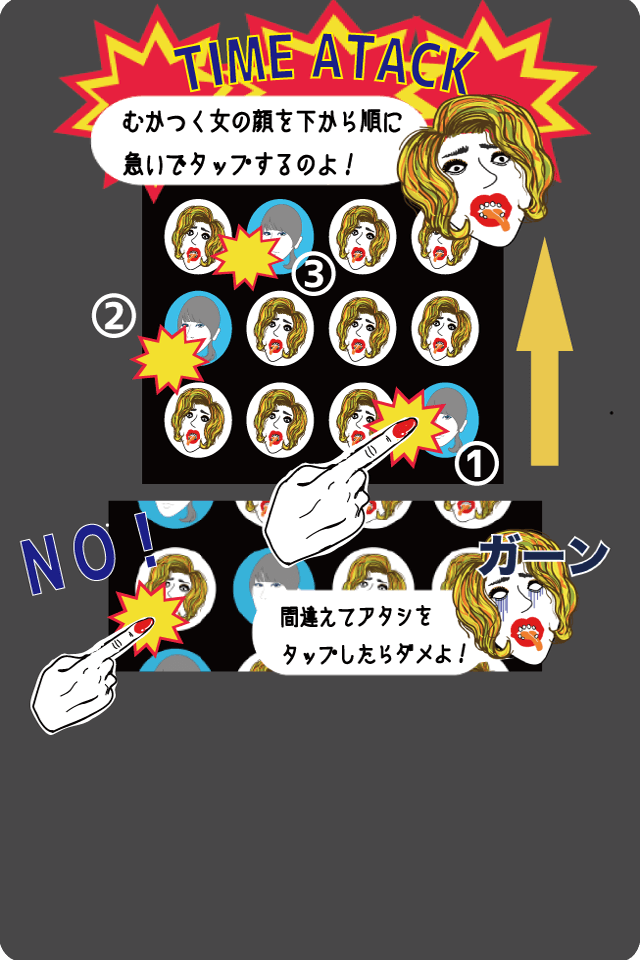 TIME ATACK
むかつく女の顔を下から順に
急いでタップするのよ！
③
②
①
NO!
ガーン
間違えてアタシを
タップしたらダメよ！